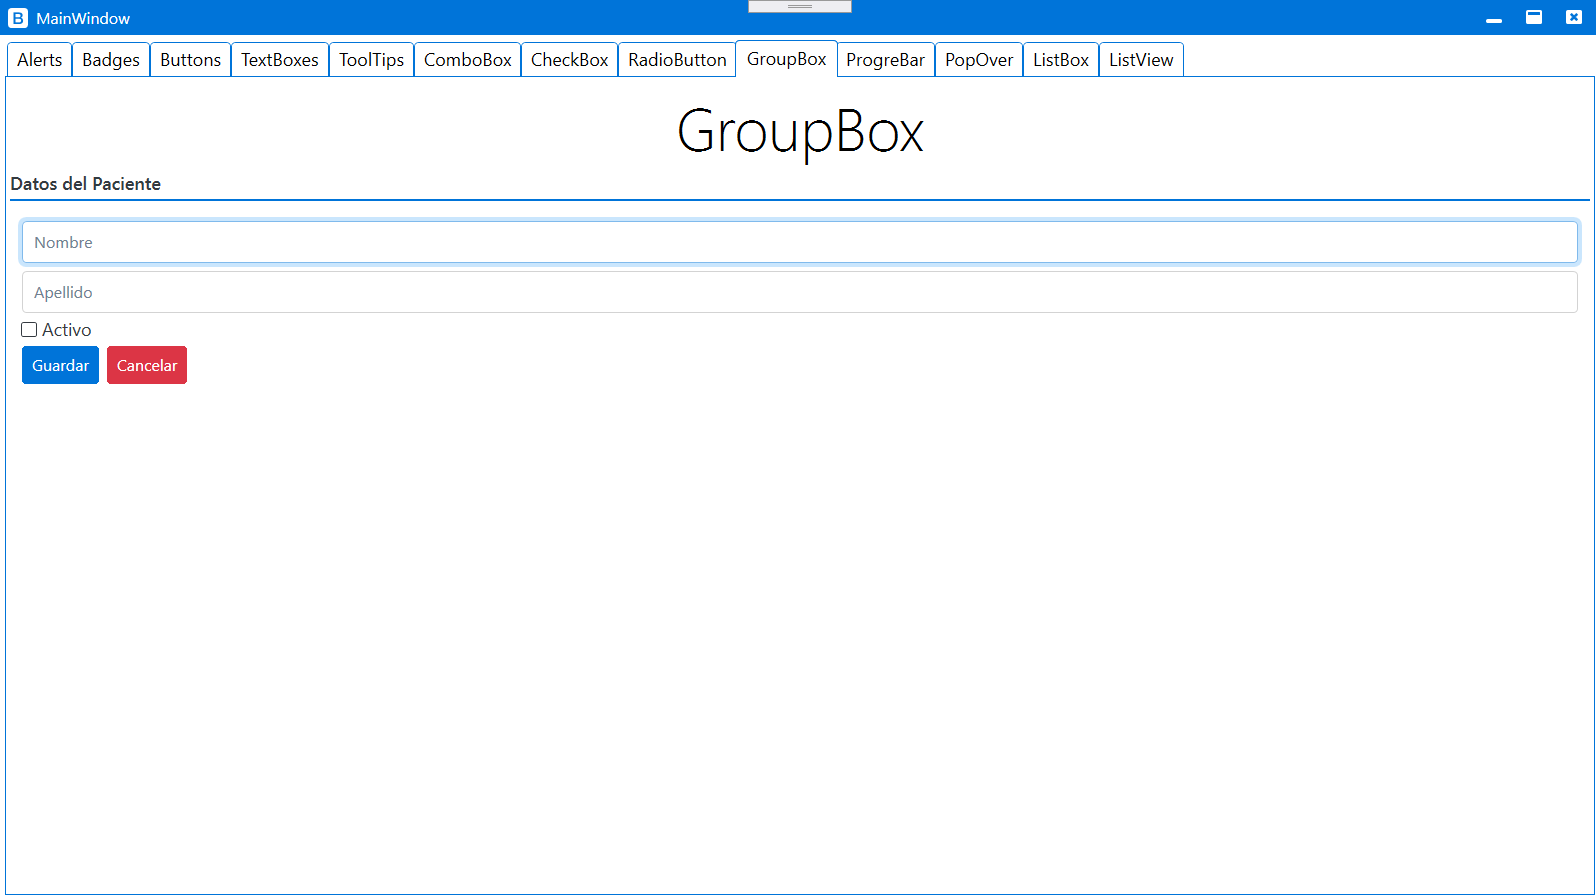 B MainWindow
Alerts Badges Buttons TextBoxes ToolTips ComboBox CheckBox RadioButton GroupBox ProgreBar PopOver ListBox ListView
GroupBox
Datos del Paciente
Nombre
Apellido
Activo
Guardar Cancelar